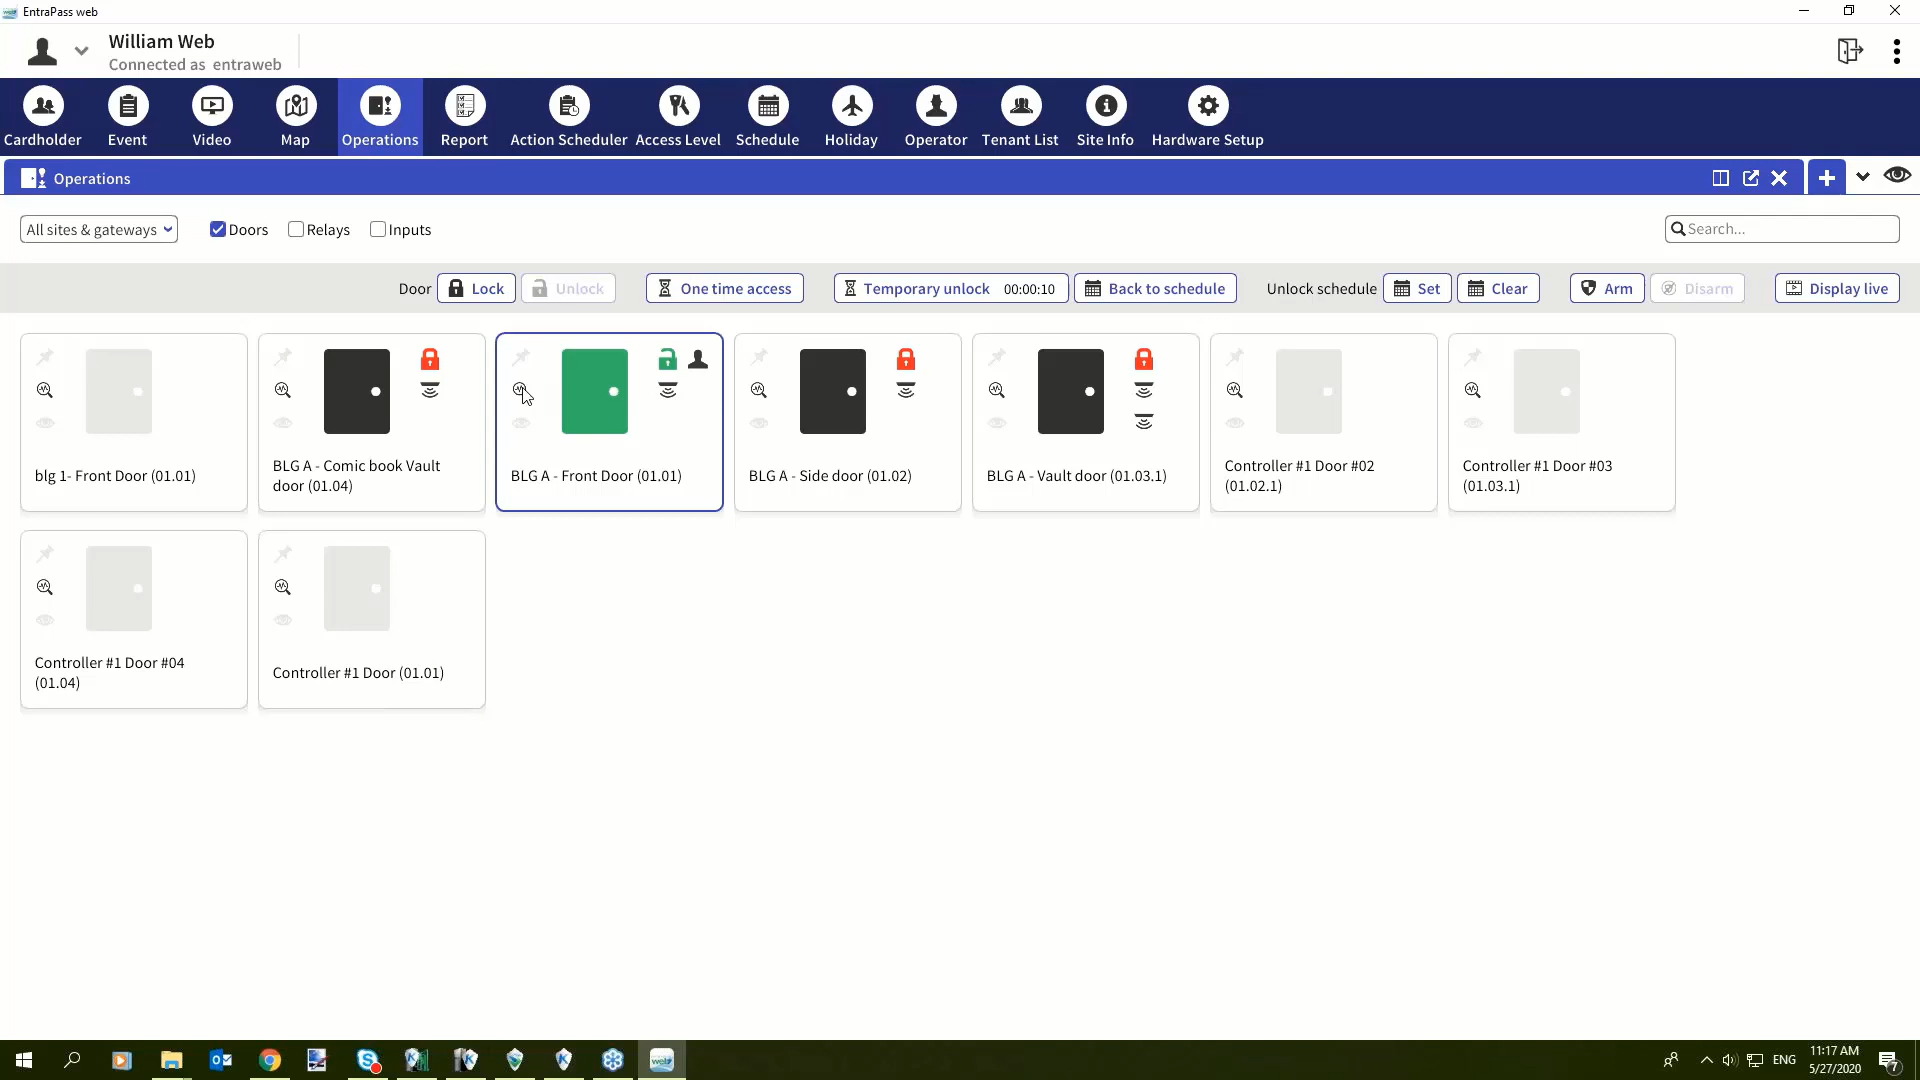 EntraPass web
William Web
Connected as entraweb
Cardholder Event Video Map Operations Report Action Scheduler Access Level Schedule Holiday Operator Tenant List Site Info Hardware Setup
Operations
All sites & gateways Doors Relays Inputs Search...
Door Lock Unlock One time access Temporary unlock 00:00:10 Back to schedule Unlock schedule Set Clear Arm Disarm Display live
blg 1- Front Door (01.01)
BLG A - Comic book Vault
door (01.04)
BLG A - Front Door (01.01)
BLG A - Side door (01.02)
BLG A - Vault door (01.03.1)
Controller #1 Door #02
(01.02.1)
Controller #1 Door #03
(01.03.1)
Controller #1 Door #04
(01.04)
Controller #1 Door (01.01)
web
ENG
11:17 AM
5/27/2020
7